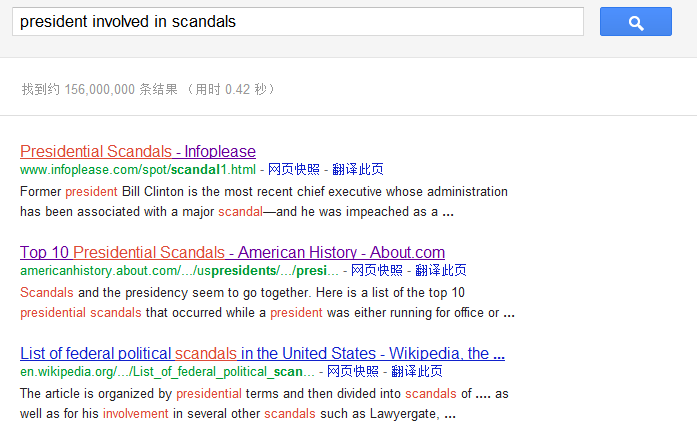 president involved in scandals
找到约 156,000,000 条结果 （用时 0.42 秒）
Presidential Scandals - Infoplease
www.infoplease.com/spot/scandal1.html - 网页快照 - 翻译此页
Former president Bill Clinton is the most recent chief executive whose administration
has been associated with a major scandal—and he was impeached as a ...
Top 10 Presidential Scandals - American History - About.com
americanhistory.about.com/.../uspresidents/.../presi... - 网页快照 - 翻译此页
Scandals and the presidency seem to go together. Here is a list of the top 10
presidential scandals that occurred while a president was either running for office or ...
List of federal political scandals in the United States - Wikipedia, the ...
en.wikipedia.org/.../List_of_federal_political_scan... - 网页快照 - 翻译此页
The article is organized by presidential terms and then divided into scandals of .... as
well as for his involvement in several other scandals such as Lawyergate, ...